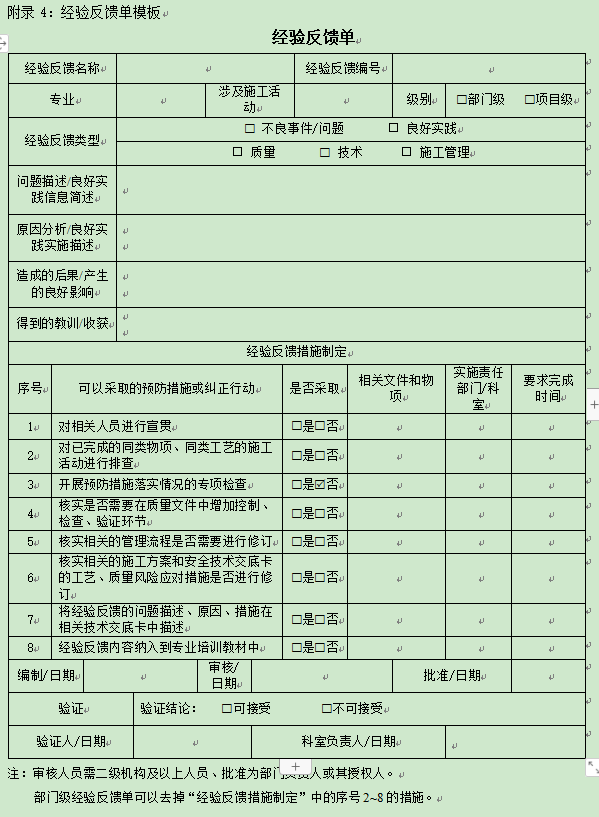 附录 4：经验反馈单模板
经验反馈单
经验反馈名称
经验反馈编号
专业
涉及施工活
动
级别
□部门级 □项目级
经验反馈类型
□ 不良事件/问题 □ 良好实践
□ 质量 □ 技术 □ 施工管理
问题描述/良好实
践信息简述
原因分析/良好实
践实施描述
造成的后果/产生
的良好影响
得到的教训/收获
经验反馈措施制定
序号
可以采取的预防措施或纠正行动
是否采取
相关文件和物
项
实施责任
部门/科
室
要求完成
时间
1
对相关人员进行宣贯
□是□否
2
对已完成的同类物项、同类工艺的施工
活动进行排查
□是□否
3
开展预防措施落实情况的专项检查
□是☑否
4
核实是否需要在质量文件中增加控制、
检查、验证环节
□是□否
5
核实相关的管理流程是否需要进行修订
□是□否
6
核实相关的施工方案和安全技术交底卡
的工艺、质量风险应对措施是否进行修
订
□是□否
7
将经验反馈的问题描述、原因、措施在
相关技术交底卡中描述
□是□否
8
经验反馈内容纳入到专业培训教材中
□是□否
编制/日期
审核/
日期
批准/日期
验证
验证结论： □可接受 □不可接受
验证人/日期
科室负责人/日期
注：审核人员需二级机构及以上人员、批准为部门负责人或其授权人。
部门级经验反馈单可以去掉“经验反馈措施制定”中的序号 2~8 的措施。